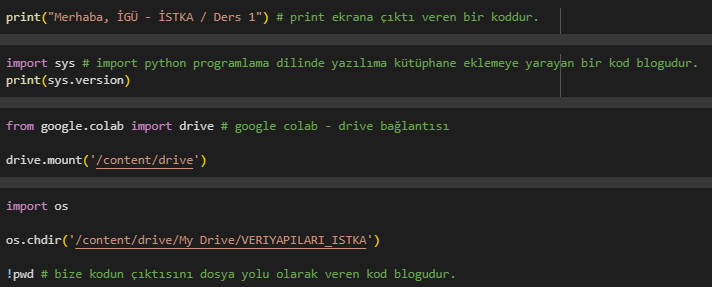 print("Merhaba, İGÜ - İSTKA / Ders 1") # print ekrana çıktı veren bir koddur.
import sys # import python programlama dilinde yazılıma kütüphane eklemeye yarayan bir kod blogudur.
print(sys.version)
from google.colab import drive # google colab - drive bağlantısı
drive.mount('/content/drive')
import os
os.chdir('/content/drive/My Drive/VERIYAPILARI_ISTKA')
!pwd # bize kodun çıktısını dosya yolu olarak veren kod blogudur.